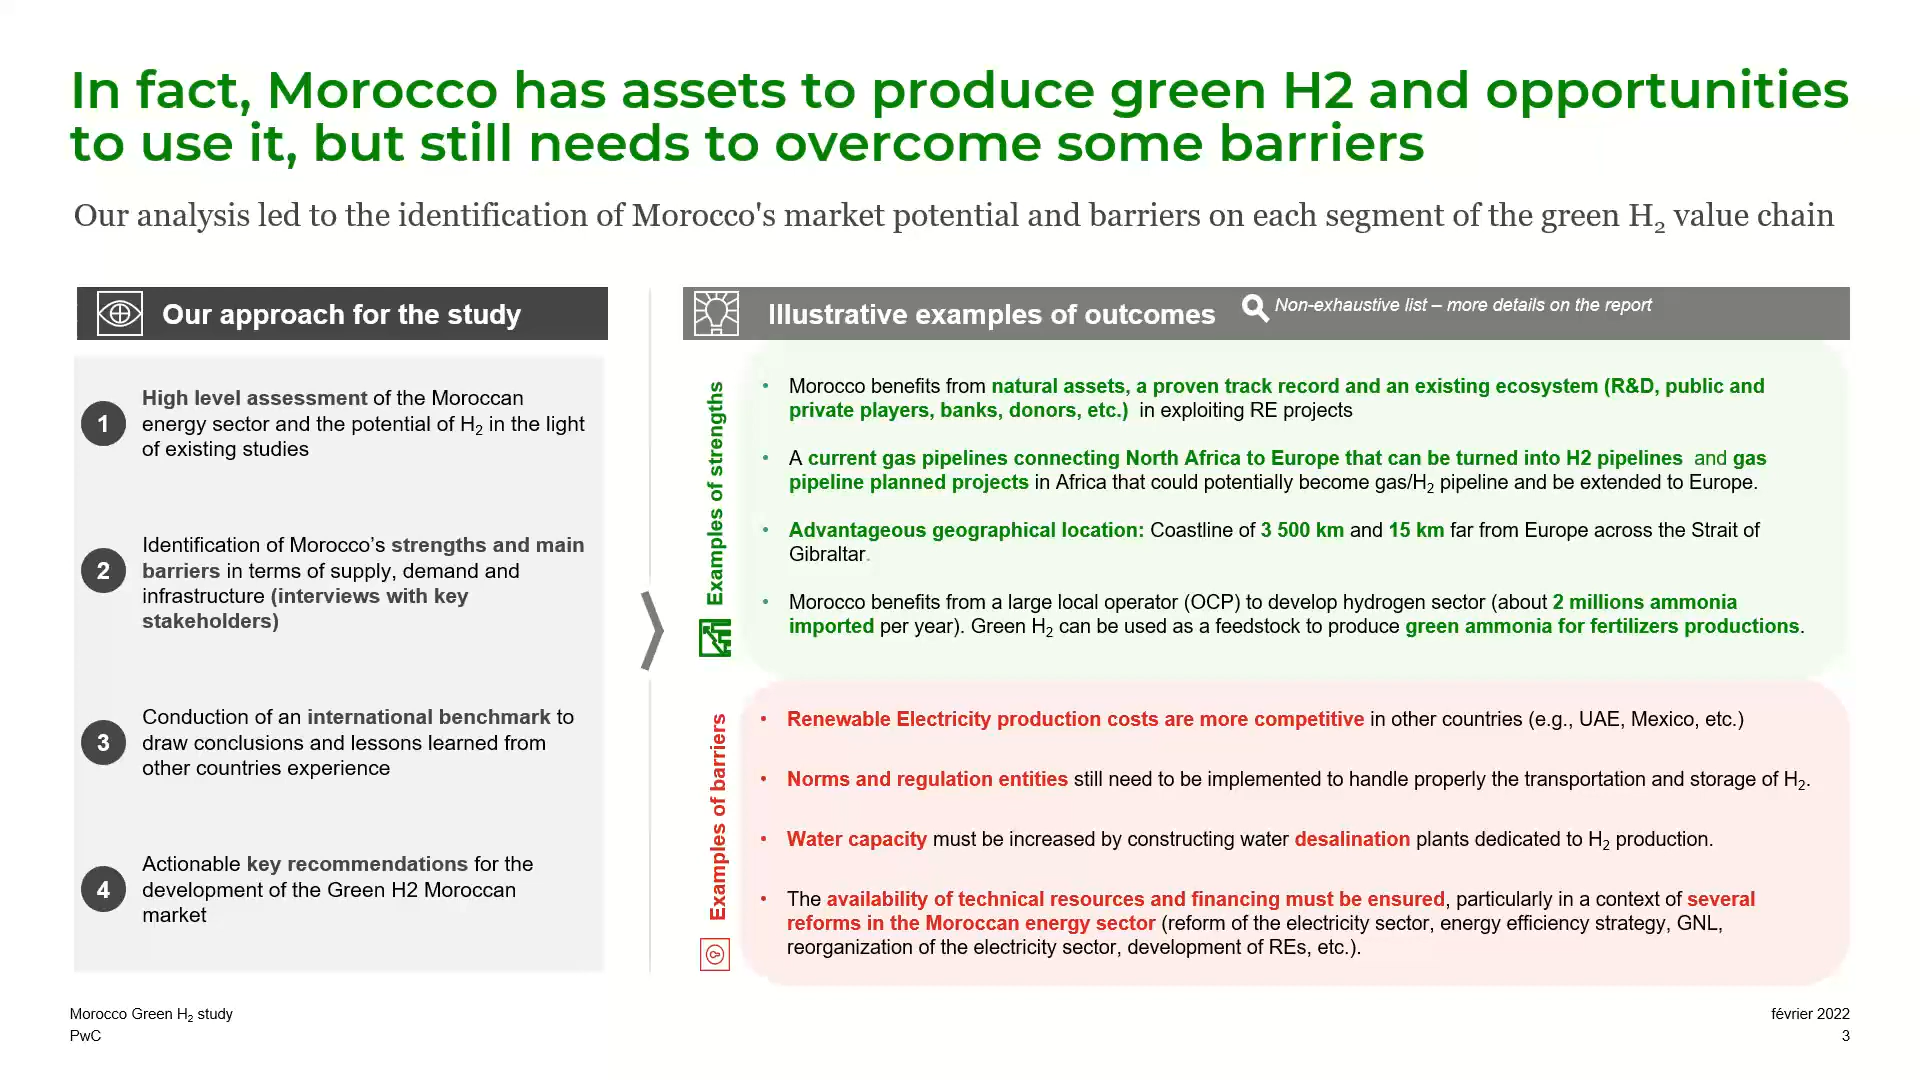 In fact, Morocco has assets to produce green H2 and opportunities
to use it, but still needs to overcome some barriers
Our analysis led to the identification of Morocco's market potential and barriers on each segment of the green H₂ value chain
Our approach for the study
1
High level assessment of the Moroccan
energy sector and the potential of H₂ in the light
of existing studies
2
Identification of Morocco’s strengths and main
barriers in terms of supply, demand and
infrastructure (interviews with key
stakeholders)
3
Conduction of an international benchmark to
draw conclusions and lessons learned from
other countries experience
4
Actionable key recommendations for the
development of the Green H2 Moroccan
market
Illustrative examples of outcomes
Non-exhaustive list – more details on the report
Examples of strengths
• Morocco benefits from natural assets, a proven track record and an existing ecosystem (R&D, public and
private players, banks, donors, etc.) in exploiting RE projects
• A current gas pipelines connecting North Africa to Europe that can be turned into H2 pipelines and gas
pipeline planned projects in Africa that could potentially become gas/H₂ pipeline and be extended to Europe.
• Advantageous geographical location: Coastline of 3 500 km and 15 km far from Europe across the Strait of
Gibraltar.
• Morocco benefits from a large local operator (OCP) to develop hydrogen sector (about 2 millions ammonia
imported per year). Green H₂ can be used as a feedstock to produce green ammonia for fertilizers productions.
Examples of barriers
• Renewable Electricity production costs are more competitive in other countries (e.g., UAE, Mexico, etc.)
• Norms and regulation entities still need to be implemented to handle properly the transportation and storage of H₂.
• Water capacity must be increased by constructing water desalination plants dedicated to H₂ production.
• The availability of technical resources and financing must be ensured, particularly in a context of several
reforms in the Moroccan energy sector (reform of the electricity sector, energy efficiency strategy, GNL,
reorganization of the electricity sector, development of REs, etc.).
Morocco Green H₂ study
PwC
février 2022
3